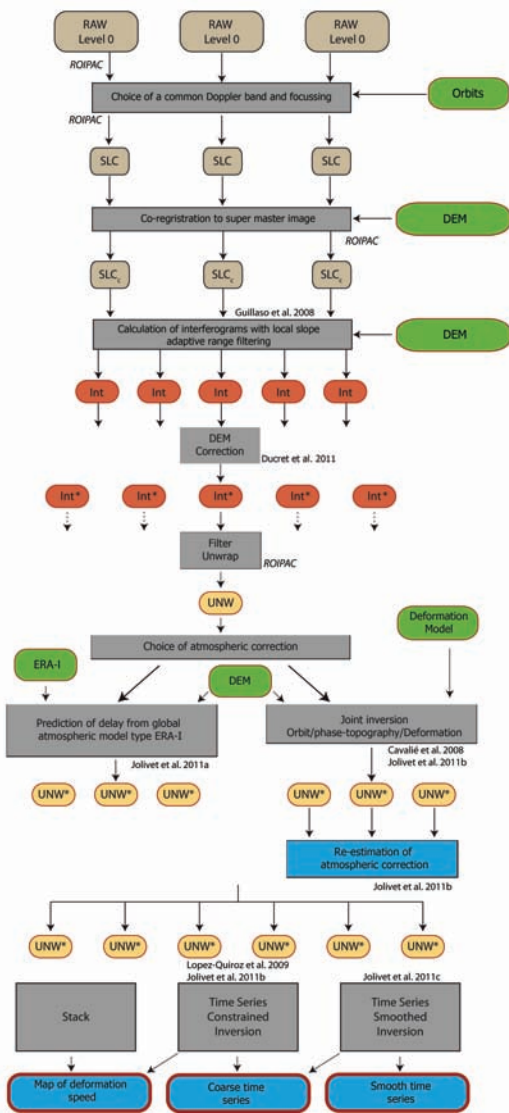 RAW
Level 0
RAW
Level 0
RAW
Level 0
ROIPAC
Choice of a common Doppler band and focussing
Orbits
ROIPAC
SLC
SLC
SLC
Co-regristration to super master image
DEM
ROIPAC
SLCc
SLCc
SLCc
Guillaso et al. 2008
Calculation of interferograms with local slope
adaptive range filtering
DEM
Int
Int
Int
Int
Int
DEM
Correction
Ducret et al. 2011
Int*
Int*
Int*
Int*
Int*
Filter
Unwrap
ROIPAC
UNW
Choice of atmospheric correction
Deformation
Model
ERA-I
DEM
Prediction of delay from global
atmospheric model type ERA-I
Joint inversion
Orbit/phase-topography/Deformation
Jolivet et al. 2011a
Cavalié et al. 2008
Jolivet et al. 2011b
UNW*
UNW*
UNW*
UNW*
UNW*
UNW*
Re-estimation of
atmospheric correction
Jolivet et al. 2011b
UNW*
UNW*
UNW*
UNW*
UNW*
UNW*
Lopez-Quiroz et al. 2009
Jolivet et al. 2011b
Jolivet et al. 2011c
Stack
Time Series
Constrained
Inversion
Time Series
Smoothed
Inversion
Map of deformation
speed
Coarse time
series
Smooth time
series